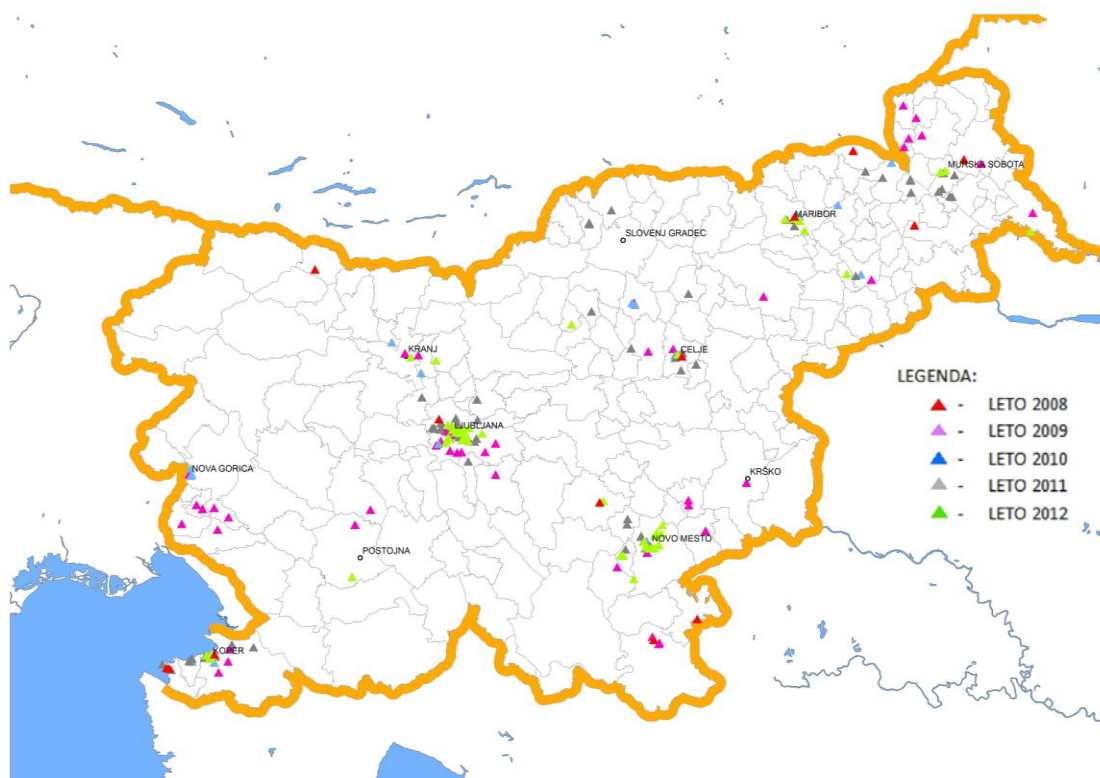 MURSKA SOBOTA
MARIBOR
SLOVENJ GRADEC
KRANJ
CELJE
LEGENDA:
- LETO 2008
- LETO 2009
- LETO 2010
- LETO 2011
- LETO 2012
LJUBLJANA
NOVA GORICA
KRŠKO
NOVO MESTO
POSTOJNA
KOPER